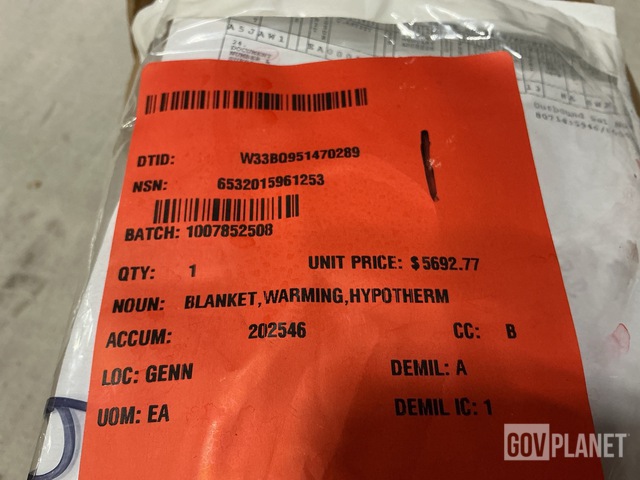 A5JAW1
DTID: W33B0951470289
NSN: 6532015961253
BATCH: 1007852508
QTY: 1 UNIT PRICE: $5692.77
NOUN: BLANKET,WARMING,HYPOTHERM
ACCUM: 202546 CC: B
LOC: GENN DEMIL: A
UOM: EA DEMIL IC: 1
GOVPLANET